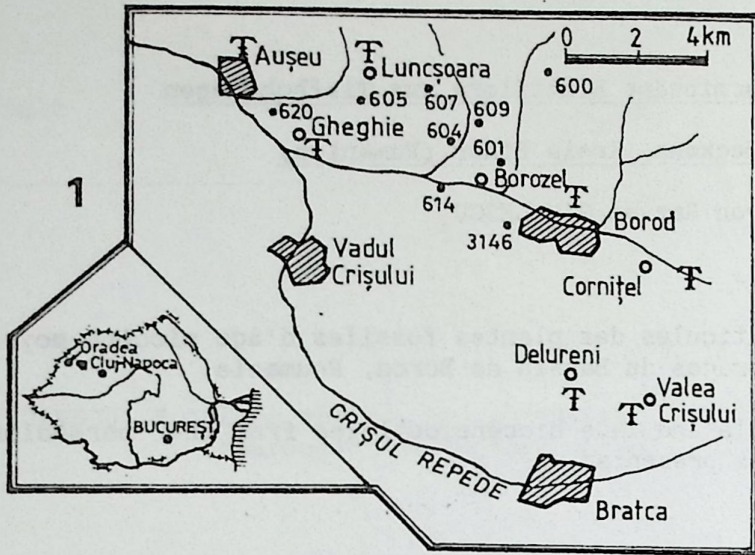 1
Aușeu
Luncșoara
0 2 4km
600
605
607
609
620
Gheghie
604
601
Borozel
614
Borod
3146
Vadul
Crișului
Cornițel
Oradea
Cluj-Napoca
BUCUREȘTI
Delureni
Valea
Crișului
CRIȘUL REPEDE
Bratca